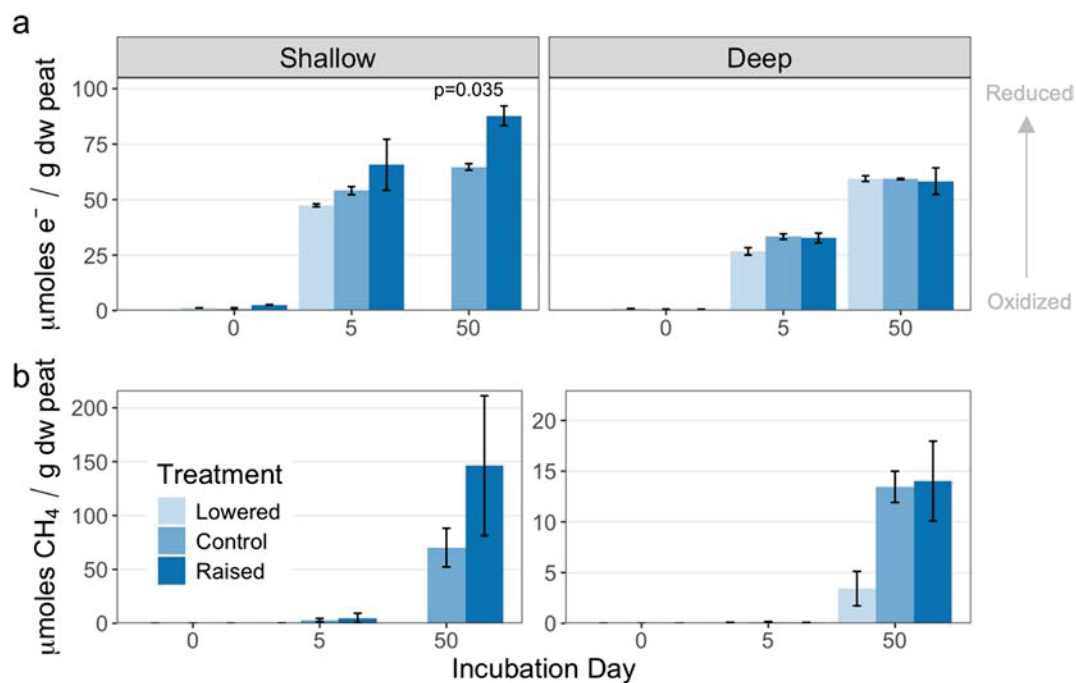 a
Shallow
Deep
μmoles e⁻ / g dw peat
100
75
50
25
0
p=0.035
0
5
50
0
5
50
Reduced
Oxidized
b
μmoles CH₄ / g dw peat
200
150
100
50
0
Treatment
Lowered
Control
Raised
0
5
50
20
15
10
5
0
0
5
50
Incubation Day